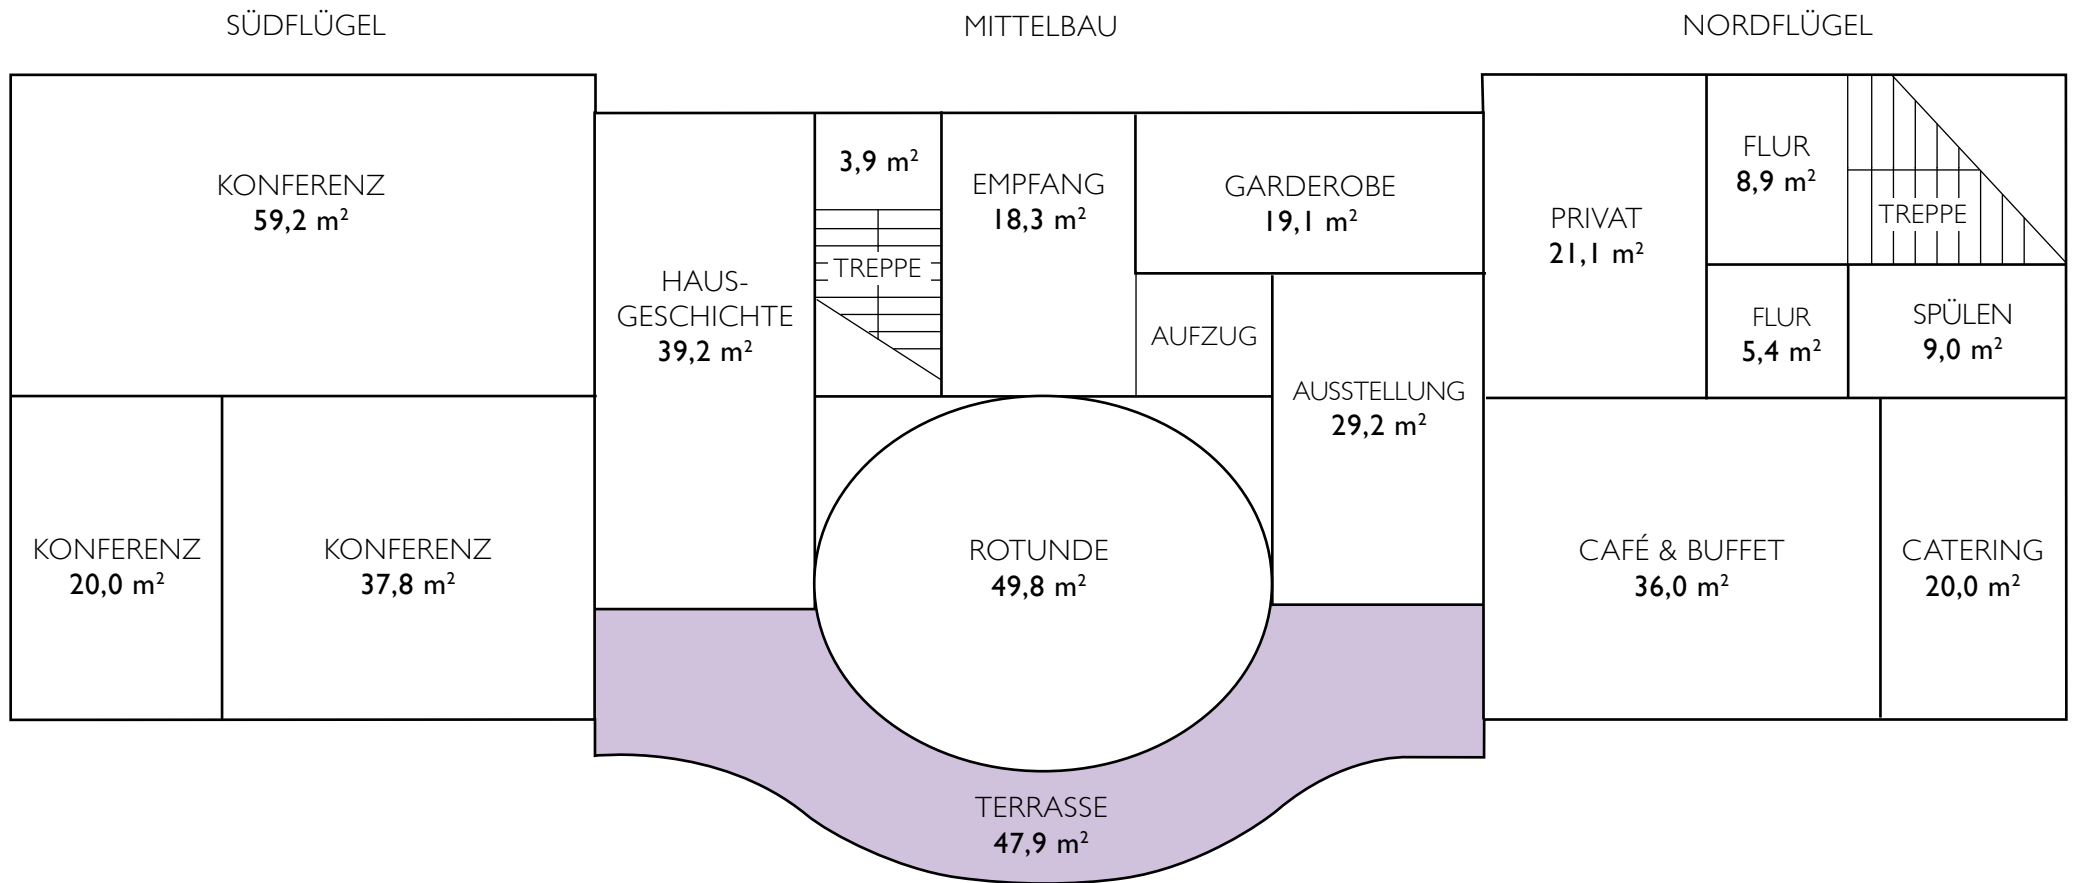 SÜDFLÜGEL
MITTELBAU
NORDFLÜGEL
KONFERENZ
59,2 m²
KONFERENZ
20,0 m²
KONFERENZ
37,8 m²
HAUS-
GESCHICHTE
39,2 m²
3,9 m²
TREPPE
EMPFANG
18,3 m²
GARDEROBE
19,1 m²
AUFZUG
AUSSTELLUNG
29,2 m²
ROTUNDE
49,8 m²
TERRASSE
47,9 m²
PRIVAT
21,1 m²
FLUR
8,9 m²
TREPPE
FLUR
5,4 m²
SPÜLEN
9,0 m²
CAFÉ & BUFFET
36,0 m²
CATERING
20,0 m²